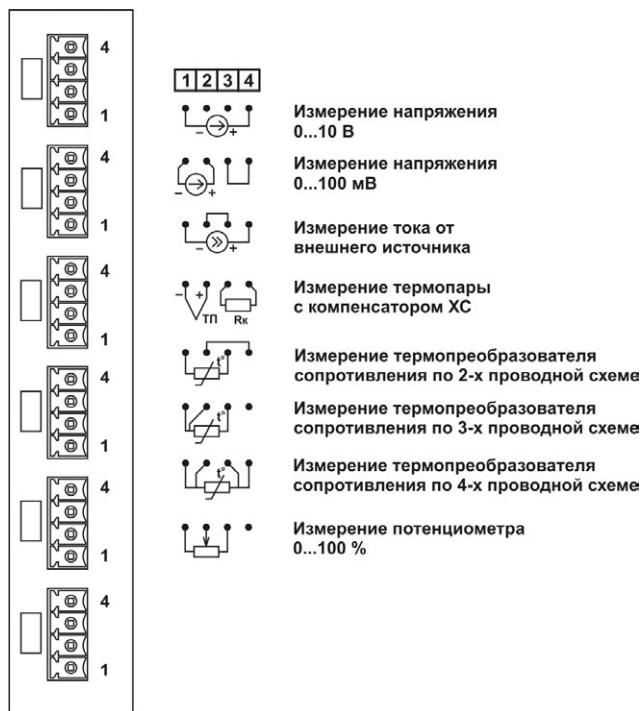 4
1
4
1
4
1
4
1
4
1
4
1
1 2 3 4
− +
Измерение напряжения
0...10 В
− +
Измерение напряжения
0...100 мВ
− +
Измерение тока от
внешнего источника
− + ТП Rк
Измерение термопары
с компенсатором ХС
t°
Измерение термопреобразователя
сопротивления по 2-х проводной схеме
t°
Измерение термопреобразователя
сопротивления по 3-х проводной схеме
t°
Измерение термопреобразователя
сопротивления по 4-х проводной схеме
Измерение потенциометра
0...100 %